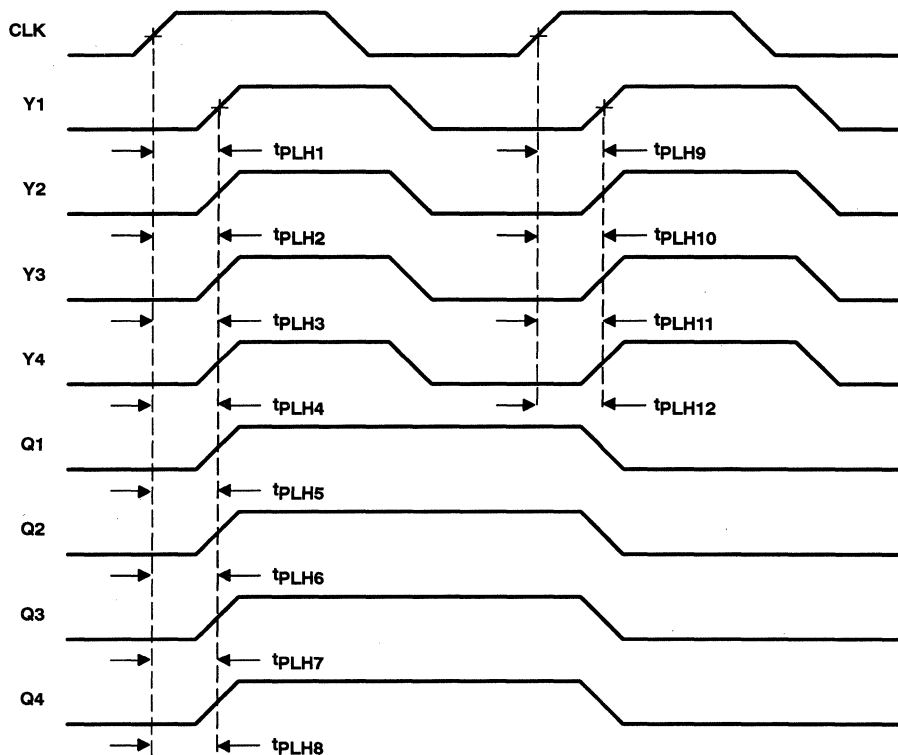 CLK
Y1
tPLH1 tPLH9
Y2
tPLH2 tPLH10
Y3
tPLH3 tPLH11
Y4
tPLH4 tPLH12
Q1
tPLH5
Q2
tPLH6
Q3
tPLH7
Q4
tPLH8